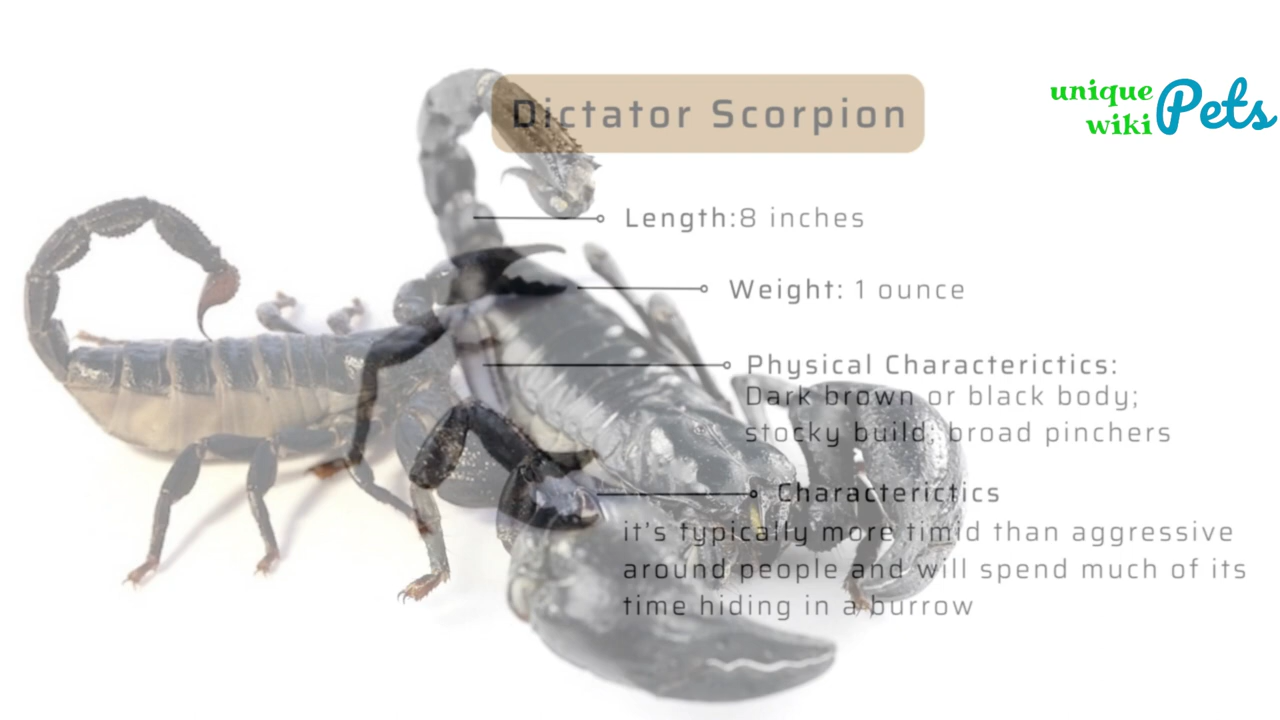 unique
wiki Pets
Dictator Scorpion
Length:8 inches
Weight: 1 ounce
Physical Characterictics:
Dark brown or black body;
stocky build, broad pinchers
Characterictics
it's typically more timid than aggressive
around people and will spend much of its
time hiding in a burrow